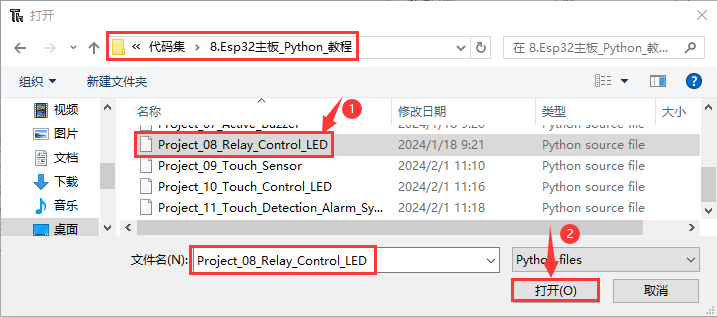 打开
« 代码集 › 8.Esp32主板_Python_教程
在 8.Esp32主板_Python_教...
组织 新建文件夹
名称 修改日期 类型 大小
视频
图片
文档
下载
音乐
桌面
Project_07_Active_Buzzer 2024/1/18 9:20 Python source file
1
Project_08_Relay_Control_LED 2024/1/18 9:21 Python source file
Project_09_Touch_Sensor 2024/2/1 11:10 Python source file
Project_10_Touch_Control_LED 2024/2/1 11:16 Python source file
Project_11_Touch_Detection_Alarm_Sy... 2024/2/1 11:18 Python source file
2
文件名(N): Project_08_Relay_Control_LED Python files
打开(O) 取消